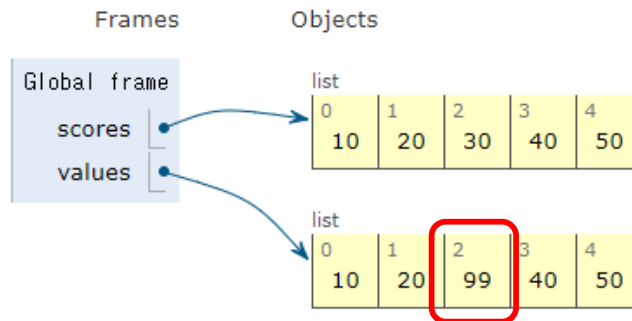 Frames Objects
Global frame
scores
values
list
0 1 2 3 4
10 20 30 40 50
list
0 1 2 3 4
10 20 99 40 50